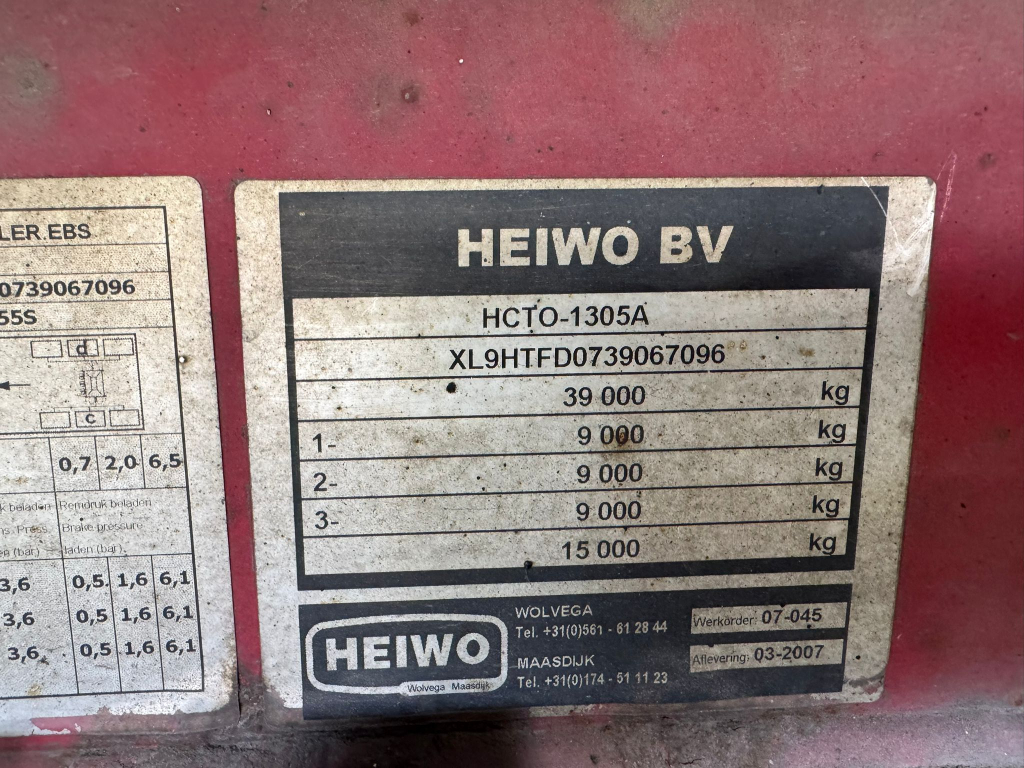 LER.EBS
0739067096
55S
d
c
0,7 2,0 6,5
k beladen Remdruk beladen
Press. Brake pressure
en (bar) laden (bar)
3,6 0,5 1,6 6,1
3,6 0,5 1,6 6,1
3,6 0,5 1,6 6,1
HEIWO BV
HCTO-1305A
XL9HTFD0739067096
39 000 kg
1- 9 000 kg
2- 9 000 kg
3- 9 000 kg
15 000 kg
HEIWO
Wolvega Maasdijk
WOLVEGA
Tel. +31(0)561 - 61 28 44
MAASDIJK
Tel. +31(0)174 - 51 11 23
Werkorder: 07-045
Aflevering: 03-2007